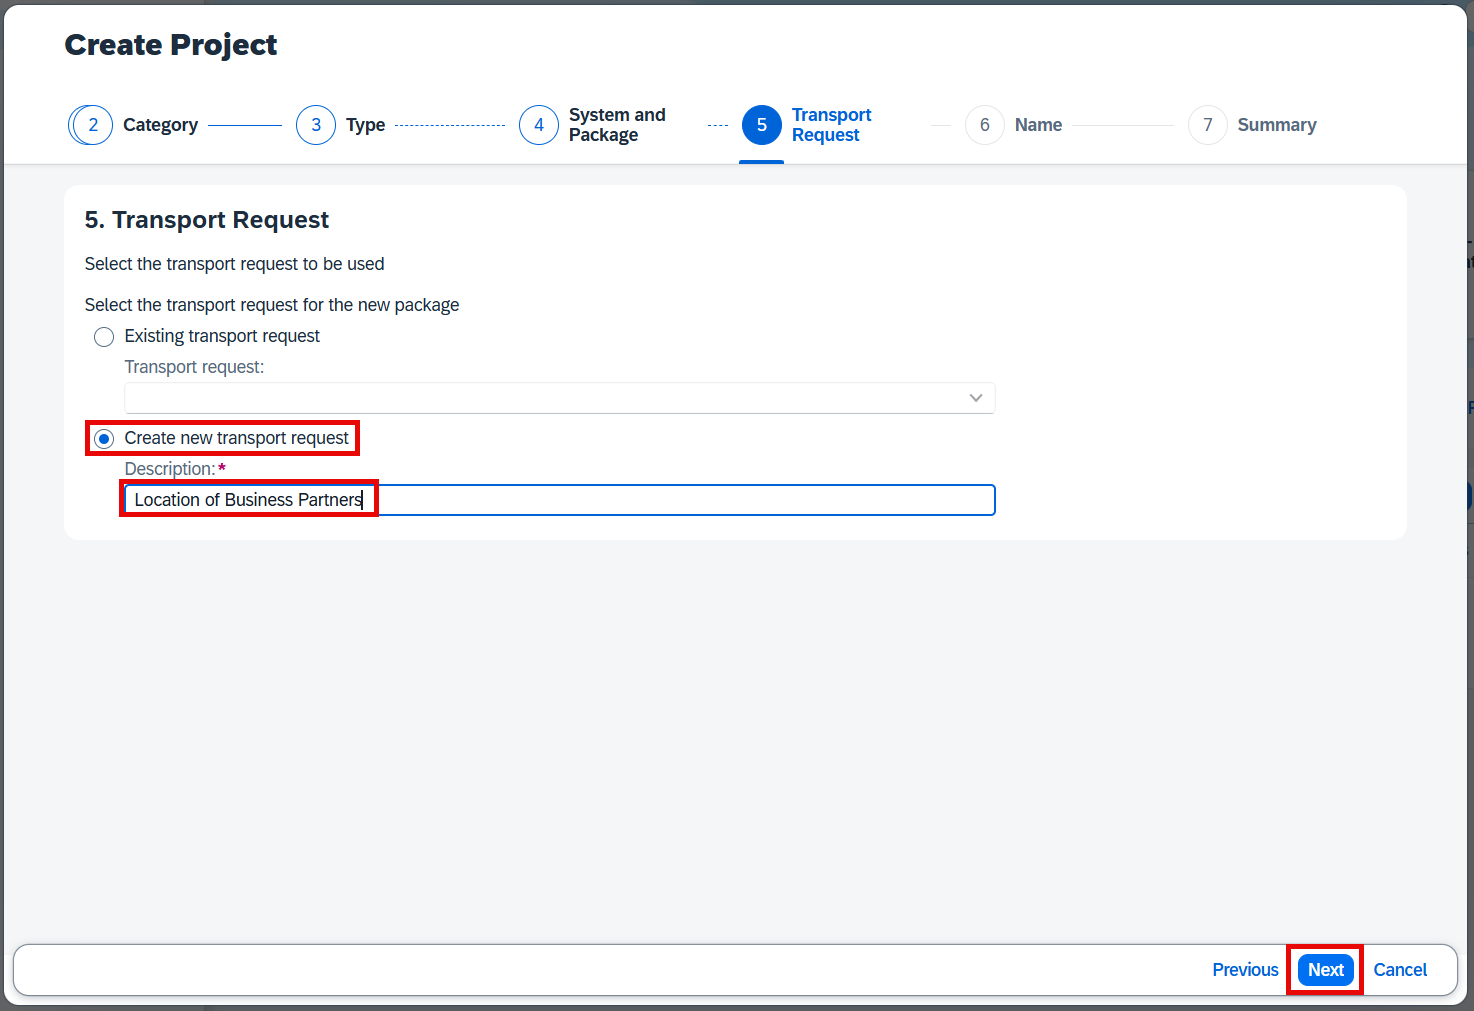 Create Project
2 Category
3 Type
4 System and
Package
5 Transport
Request
6 Name
7 Summary
5. Transport Request
Select the transport request to be used
Select the transport request for the new package
Existing transport request
Transport request:
Create new transport request
Description:*
Location of Business Partners
Previous Next Cancel